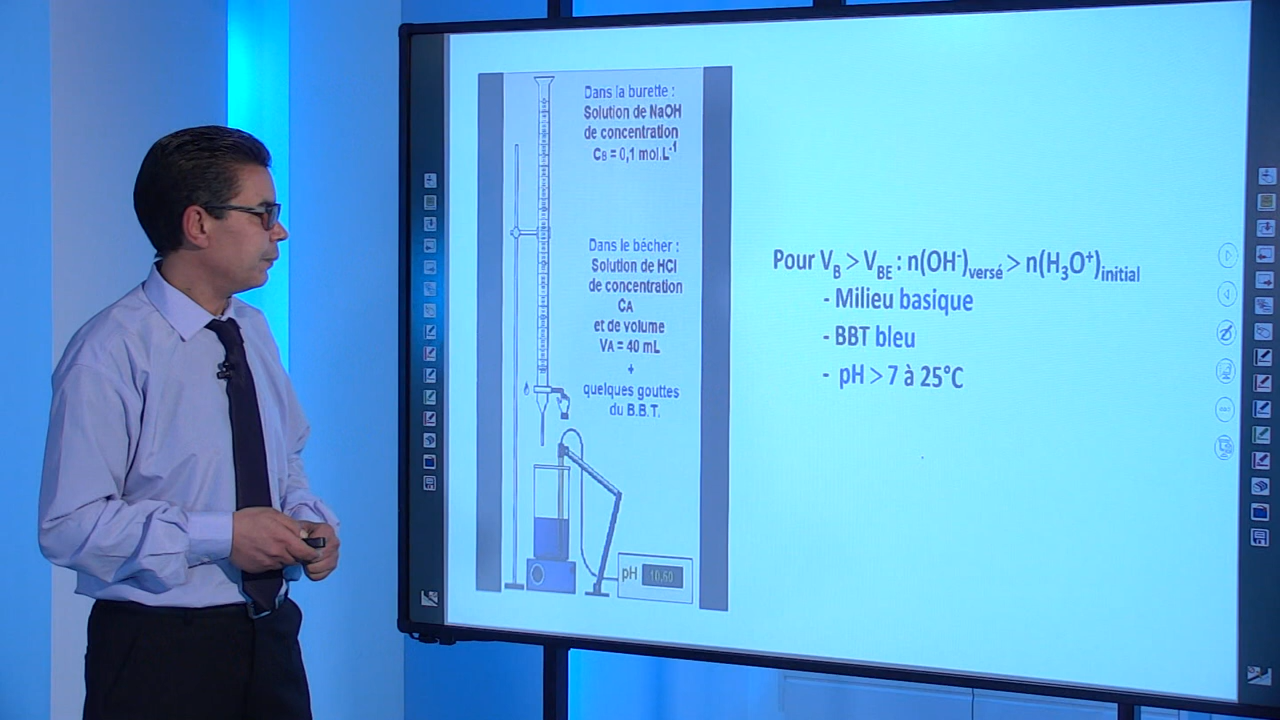 Dans la burette :
Solution de NaOH
de concentration
CB = 0,1 mol.L-1
Dans le bêcher :
Solution de HCl
de concentration
CA
et de volume
VA = 40 mL
+
quelques gouttes
du B.B.T.
pH 10.60
Pour VB > VBE : n(OH-)versé > n(H3O+)initial
- Milieu basique
- BBT bleu
- pH > 7 à 25°C